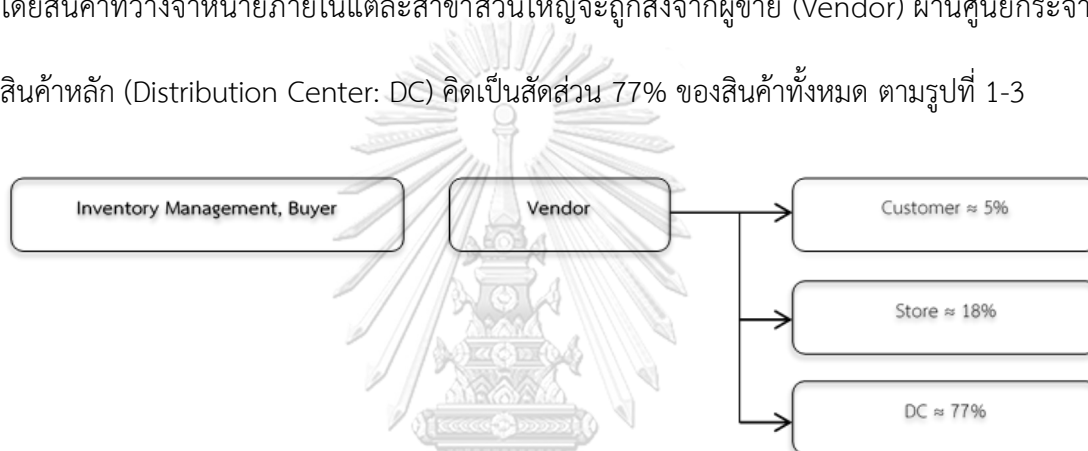 โดยสินค้าที่วางจำหน่ายภายในแต่ละสาขาส่วนใหญ่จะถูกส่งจากผู้ขาย (Vendor) ผ่านศูนย์กระจา
สินค้าหลัก (Distribution Center: DC) คิดเป็นสัดส่วน 77% ของสินค้าทั้งหมด ตามรูปที่ 1-3
Inventory Management, Buyer
Vendor
Customer ≈ 5%
Store ≈ 18%
DC ≈ 77%